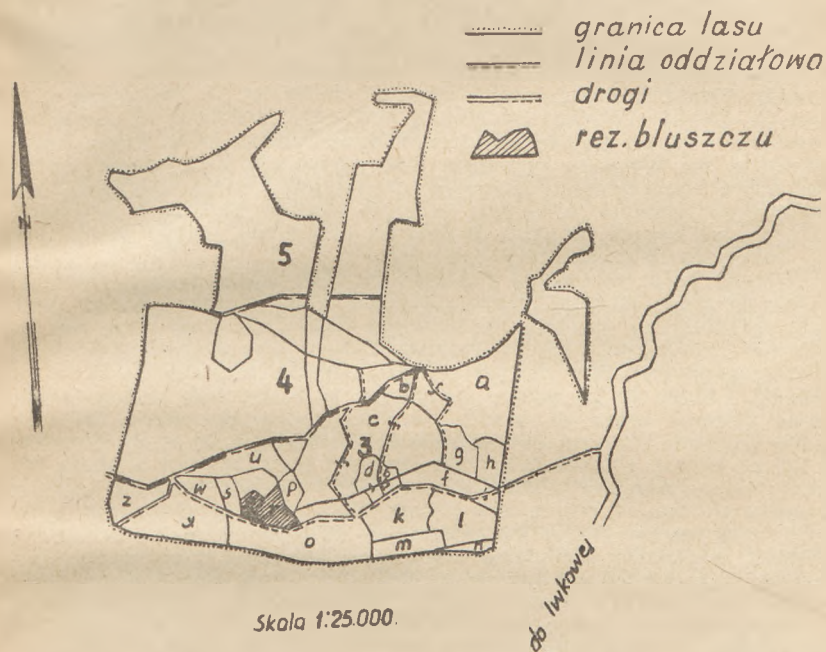 granica lasu
linia oddziałowa
drogi
rez. bluszczu
N
5
4
a
b
c
3
u
g
h
d
f
p
w
s
z
k
l
o
m
n
do Iwkowej
Skala 1:25.000.